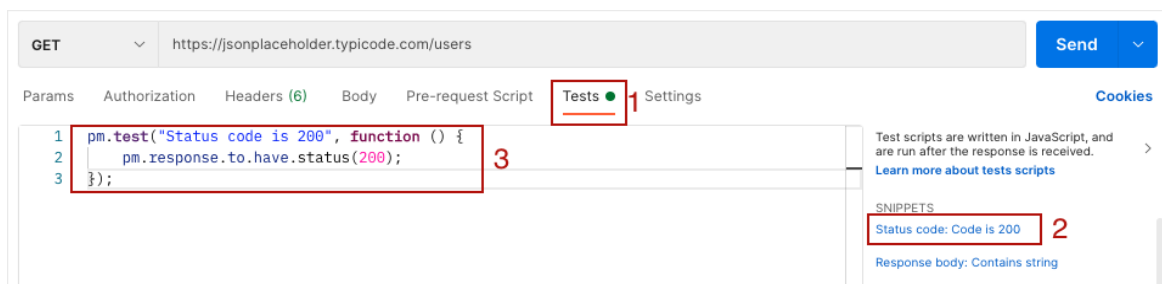 GET https://jsonplaceholder.typicode.com/users Send
Params Authorization Headers (6) Body Pre-request Script Tests 1 Settings Cookies
1 pm.test("Status code is 200", function () {
2 pm.response.to.have.status(200);
3 });
3
Test scripts are written in JavaScript, and
are run after the response is received.
Learn more about tests scripts
SNIPPETS
Status code: Code is 200 2
Response body: Contains string